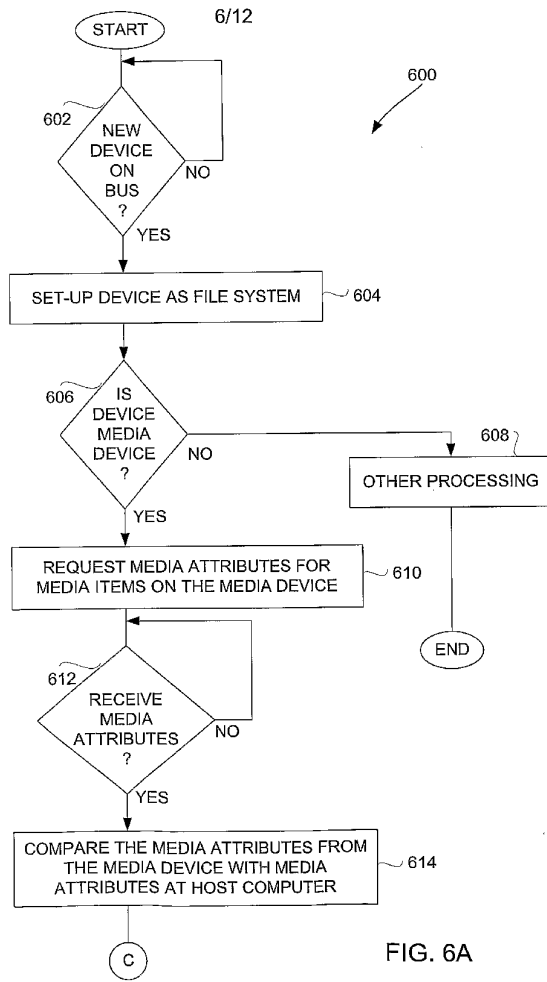 6/12
START
600
602
NEW
DEVICE
ON
BUS
?
NO
YES
SET-UP DEVICE AS FILE SYSTEM
604
606
IS
DEVICE
MEDIA
DEVICE
?
NO
YES
608
OTHER PROCESSING
END
REQUEST MEDIA ATTRIBUTES FOR
MEDIA ITEMS ON THE MEDIA DEVICE
610
612
RECEIVE
MEDIA
ATTRIBUTES
?
NO
YES
COMPARE THE MEDIA ATTRIBUTES FROM
THE MEDIA DEVICE WITH MEDIA
ATTRIBUTES AT HOST COMPUTER
614
C
FIG. 6A